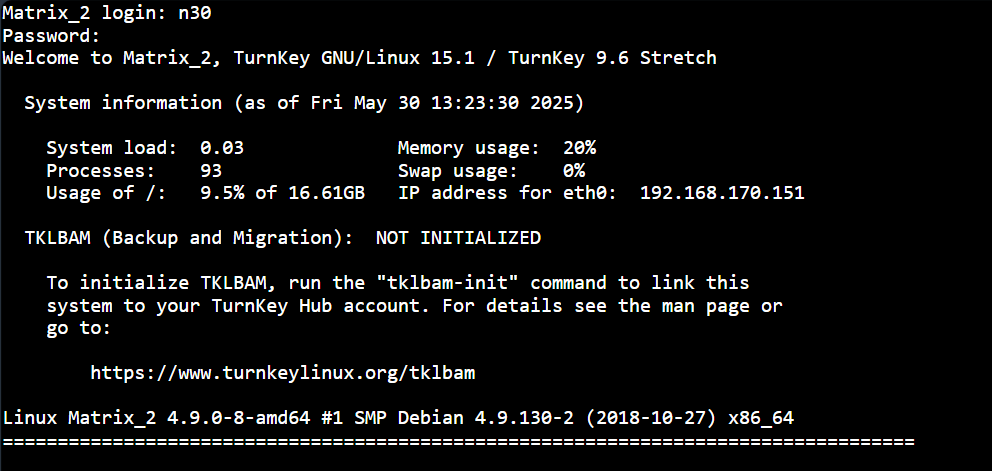 Matrix_2 login: n30
Password:
Welcome to Matrix_2, TurnKey GNU/Linux 15.1 / TurnKey 9.6 Stretch
System information (as of Fri May 30 13:23:30 2025)
System load:  0.03              Memory usage:  20%
Processes:    93                Swap usage:    0%
Usage of /:   9.5% of 16.61GB   IP address for eth0:  192.168.170.151
TKLBAM (Backup and Migration):  NOT INITIALIZED
To initialize TKLBAM, run the "tklbam-init" command to link this
system to your TurnKey Hub account. For details see the man page or
go to:
https://www.turnkeylinux.org/tklbam
Linux Matrix_2 4.9.0-8-amd64 #1 SMP Debian 4.9.130-2 (2018-10-27) x86_64
===================================================================================